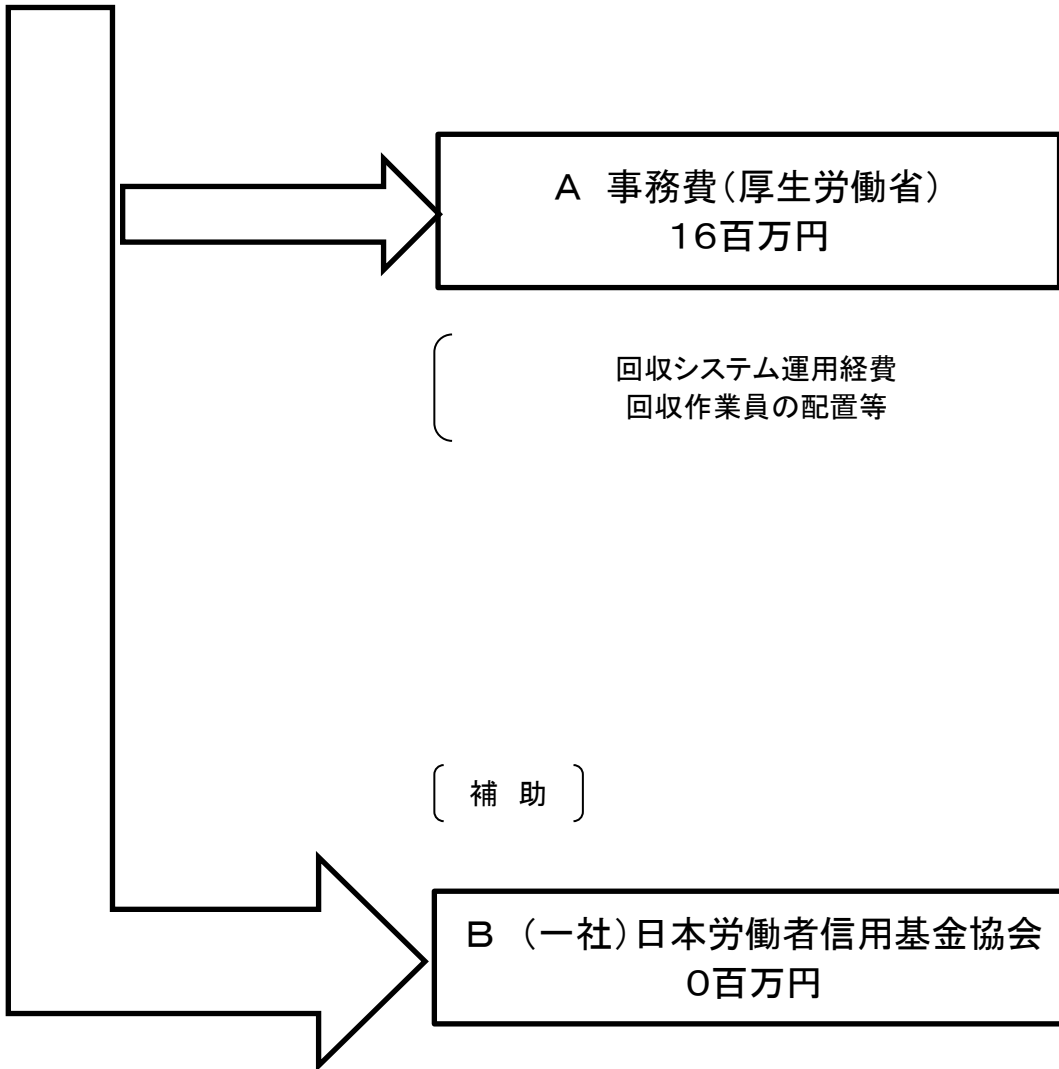 A 事務費(厚生労働省)
16百万円
回収システム運用経費
回収作業員の配置等
補 助
B (一社)日本労働者信用基金協会
0百万円